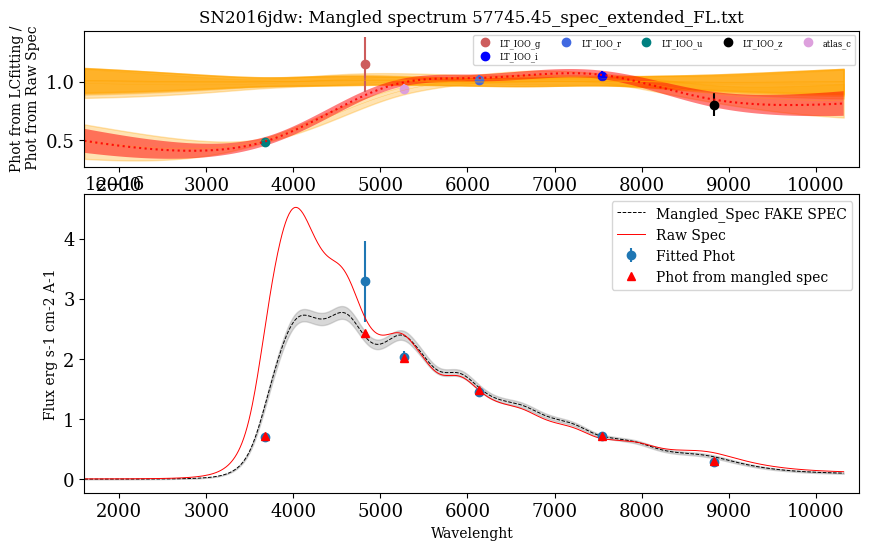 SN2016jdw: Mangled spectrum 57745.45_spec_extended_FL.txt
Phot from LCfitting /
Phot from Raw Spec
1.0
0.5
LT_IOO_g
LT_IOO_r
LT_IOO_u
LT_IOO_z
atlas_c
LT_IOO_i
2000 3000 4000 5000 6000 7000 8000 9000 10000
1e−16
Flux erg s-1 cm-2 A-1
4
3
2
1
0
Mangled_Spec FAKE SPEC
Raw Spec
Fitted Phot
Phot from mangled spec
2000 3000 4000 5000 6000 7000 8000 9000 10000
Wavelenght